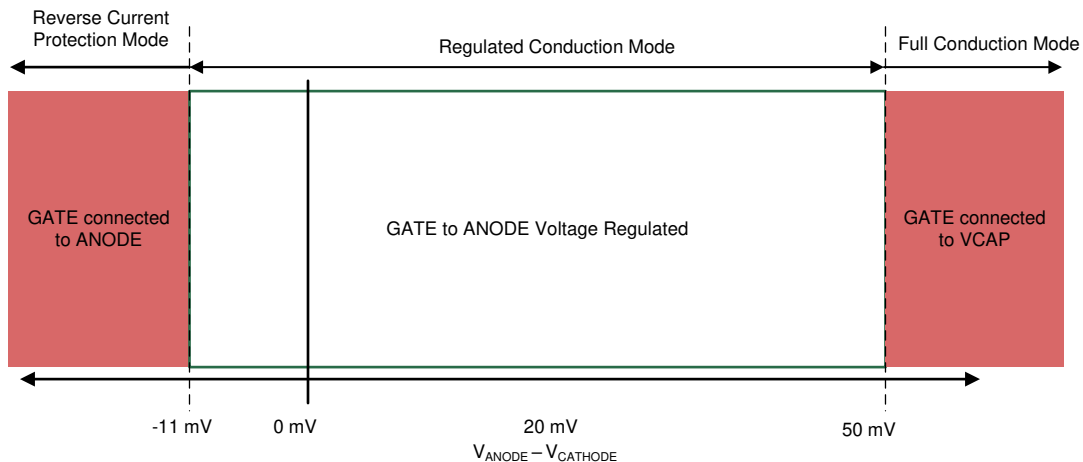 Reverse Current
Protection Mode
Regulated Conduction Mode
Full Conduction Mode
GATE connected
to ANODE
GATE to ANODE Voltage Regulated
GATE connected
to VCAP
-11 mV
0 mV
20 mV
50 mV
VANODE – VCATHODE